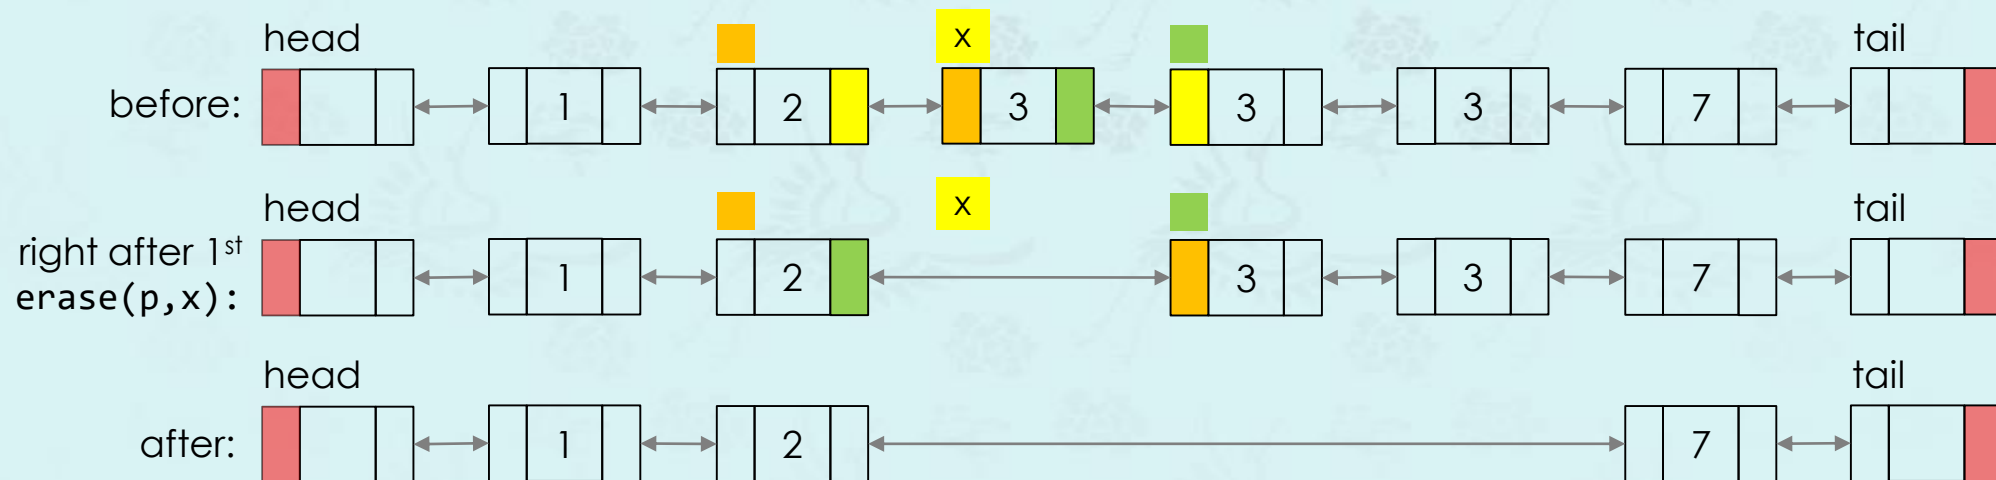 head x tail
before: 1 2 3 3 3 7
head x tail
right after 1st
erase(p,x): 1 2 3 3 7
head tail
after: 1 2 7